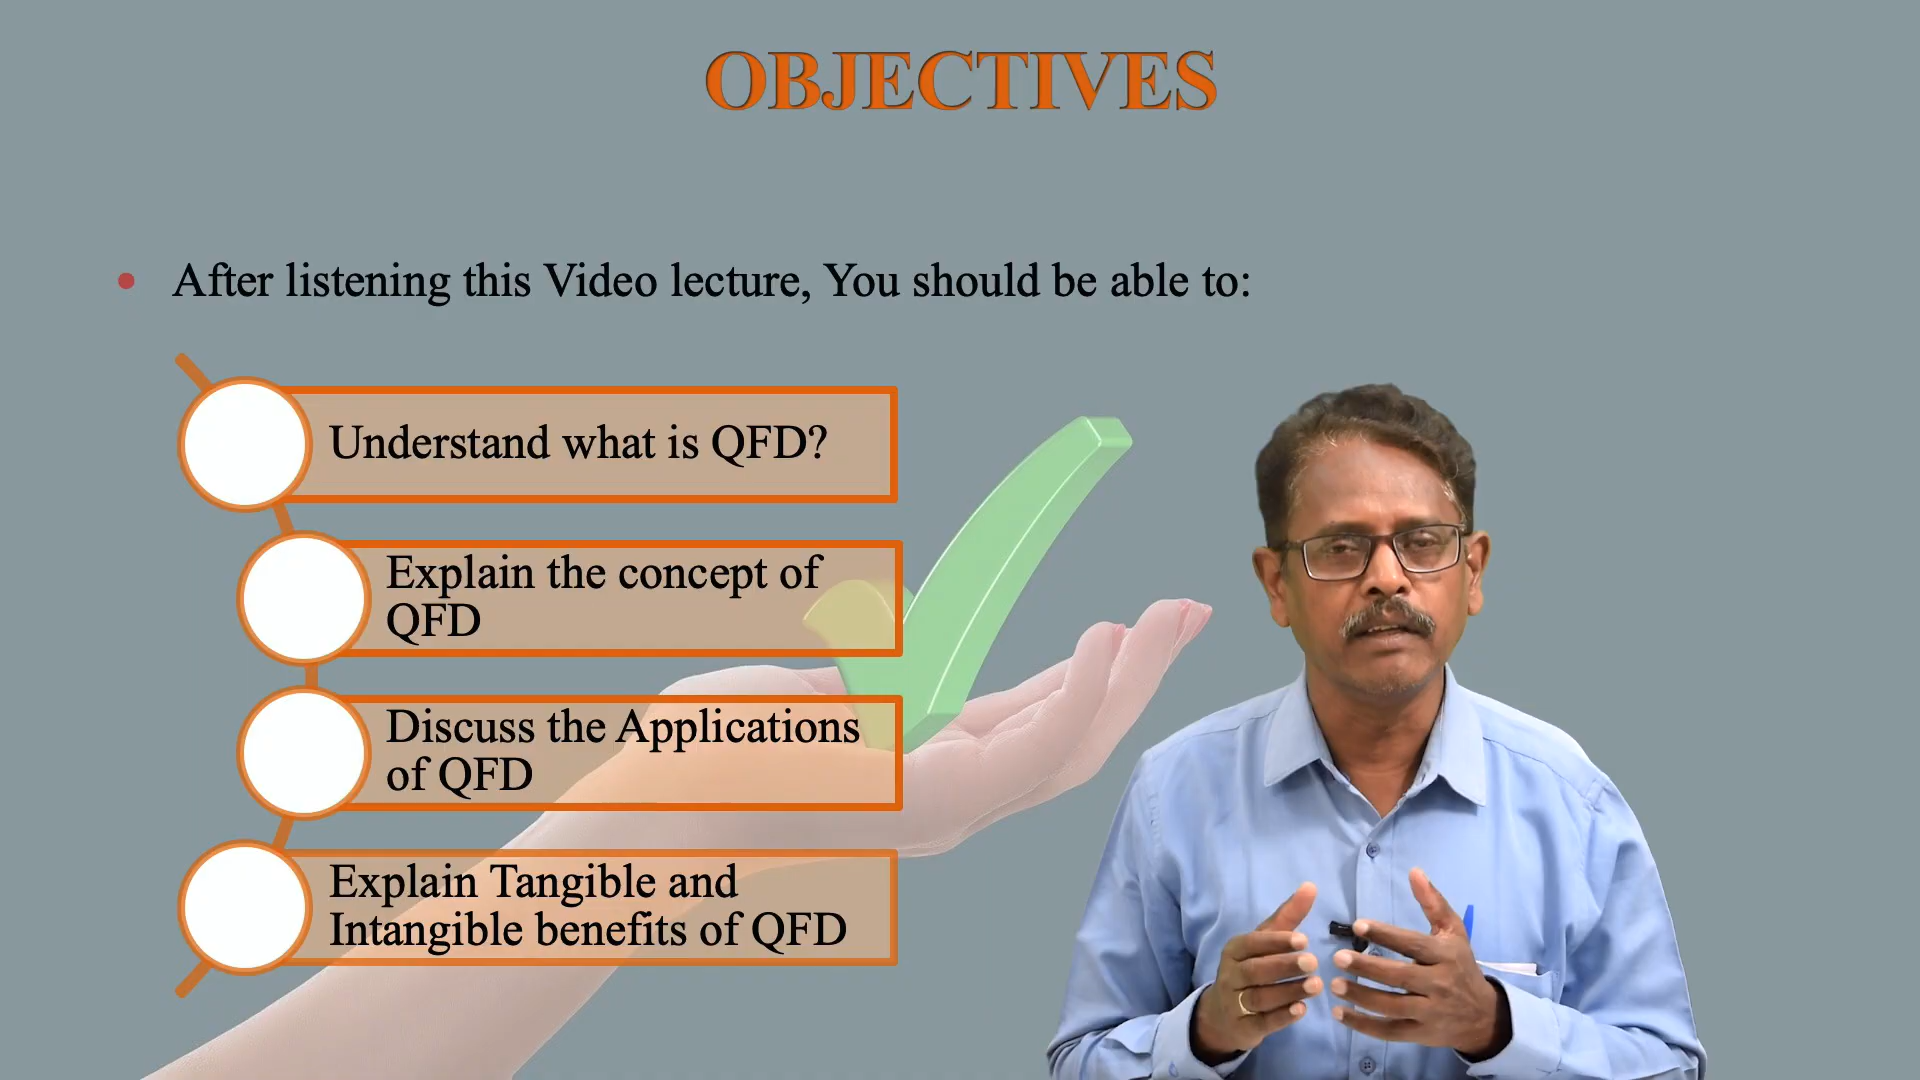 OBJECTIVES
• After listening this Video lecture, You should be able to:
Understand what is QFD?
Explain the concept of
QFD
Discuss the Applications
of QFD
Explain Tangible and
Intangible benefits of QFD